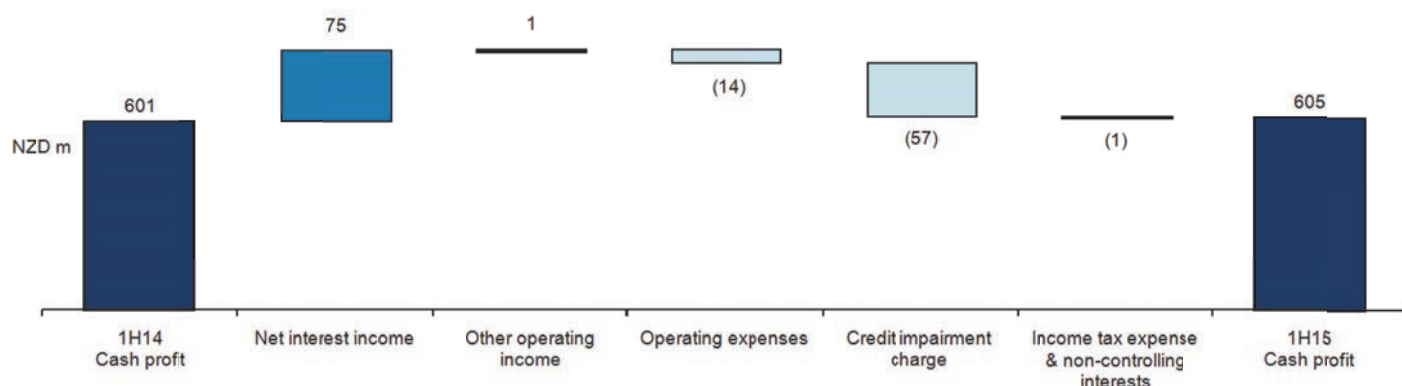 75
1
(14)
601
605
(57)
(1)
NZD m
1H14
Cash profit
Net interest income
Other operating
income
Operating expenses
Credit impairment
charge
Income tax expense
& non-controlling
interests
1H15
Cash profit